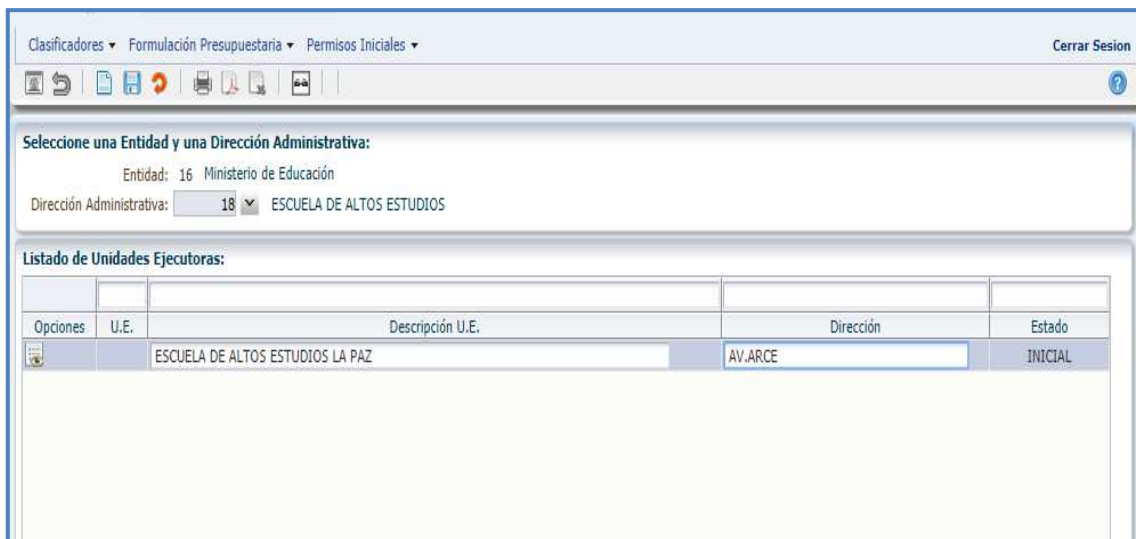 Clasificadores Formulación Presupuestaria Permisos Iniciales Cerrar Sesion
Seleccione una Entidad y una Dirección Administrativa:
Entidad: 16 Ministerio de Educación
Dirección Administrativa: 18 ESCUELA DE ALTOS ESTUDIOS
Listado de Unidades Ejecutoras:
Opciones U.E. Descripción U.E. Dirección Estado
ESCUELA DE ALTOS ESTUDIOS LA PAZ AV.ARCE INICIAL